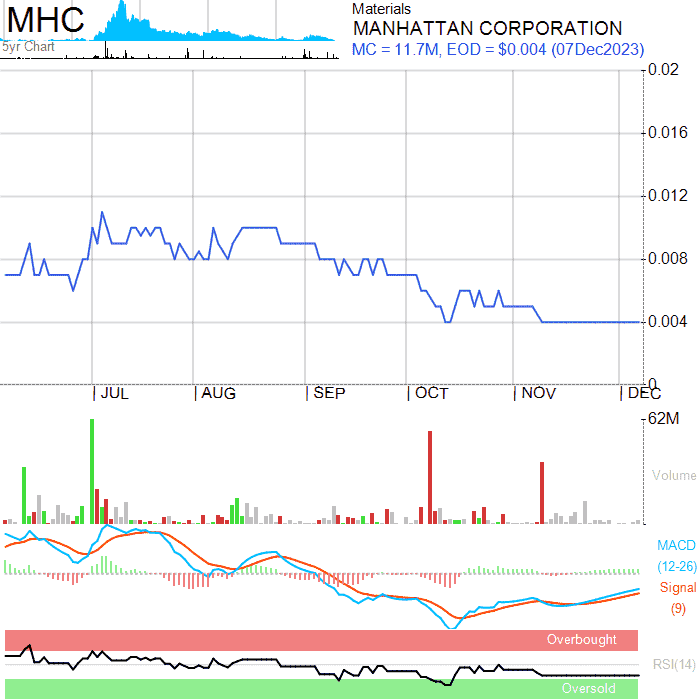 MHC
5yr Chart
Materials
MANHATTAN CORPORATION
MC = 11.7M, EOD = $0.004 (07Dec2023)
0.02
0.016
0.012
0.008
0.004
0
JUL AUG SEP OCT NOV DEC
62M
Volume
MACD
(12-26)
Signal
(9)
Overbought
RSI(14)
Oversold